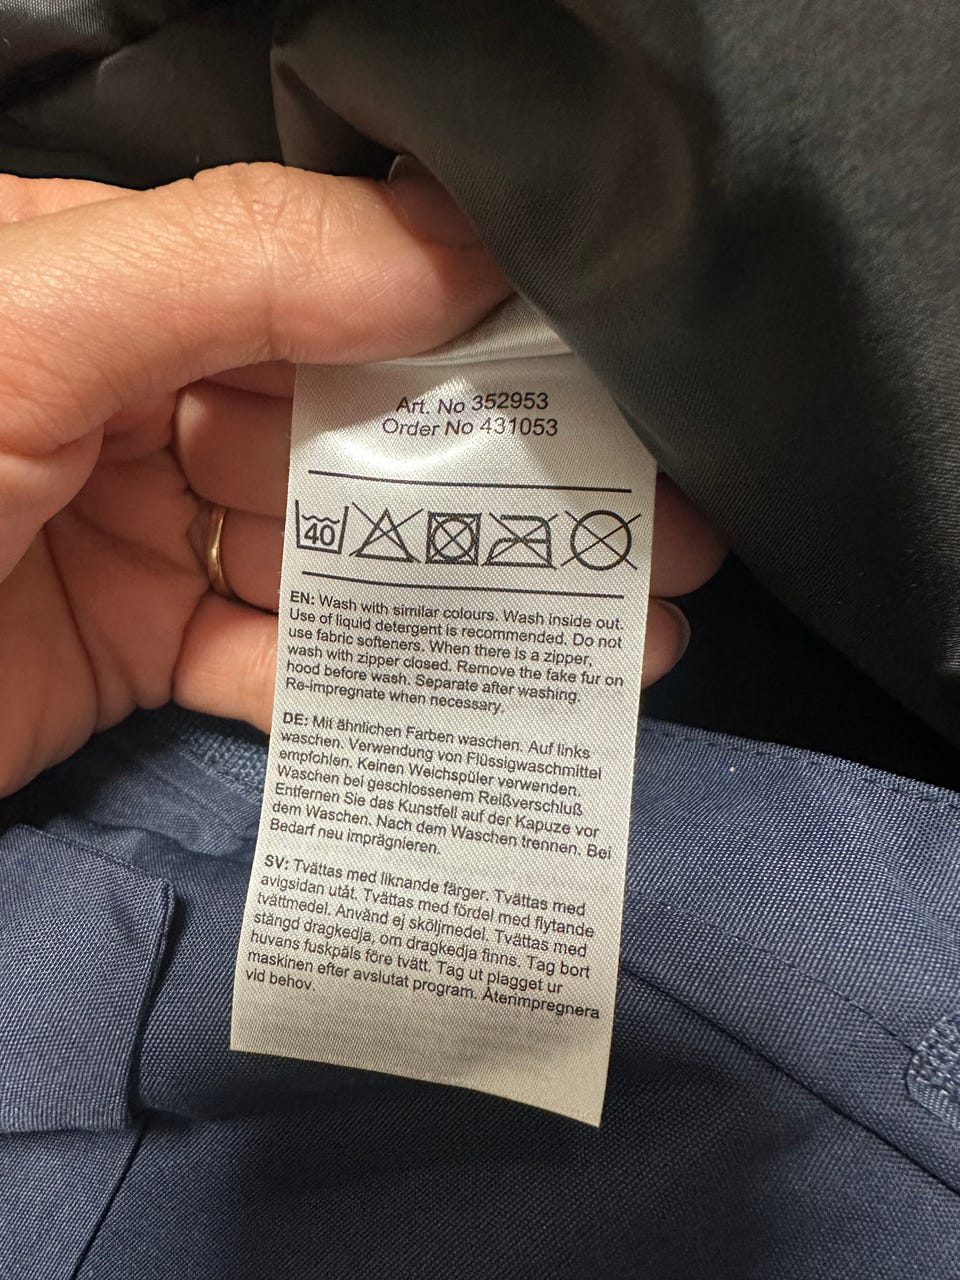 Art. No 352953
Order No 431053
40
EN: Wash with similar colours. Wash inside out.
Use of liquid detergent is recommended. Do not
use fabric softeners. When there is a zipper,
wash with zipper closed. Remove the fake fur on
hood before wash. Separate after washing.
Re-impregnate when necessary.
DE: Mit ähnlichen Farben waschen. Auf links
waschen. Verwendung von Flüssigwaschmittel
empfohlen. Keinen Weichspüler verwenden.
Waschen bei geschlossenem Reißverschluß
Entfernen Sie das Kunstfell auf der Kapuze vor
dem Waschen. Nach dem Waschen trennen. Bei
Bedarf neu imprägnieren.
SV: Tvättas med liknande färger. Tvättas med
avigsidan utåt. Tvättas med fördel med flytande
tvättmedel. Använd ej sköljmedel. Tvättas med
stängd dragkedja, om dragkedja finns. Tag bort
huvans fuskpäls före tvätt. Tag ut plagget ur
maskinen efter avslutat program. Återimpregnera
vid behov.